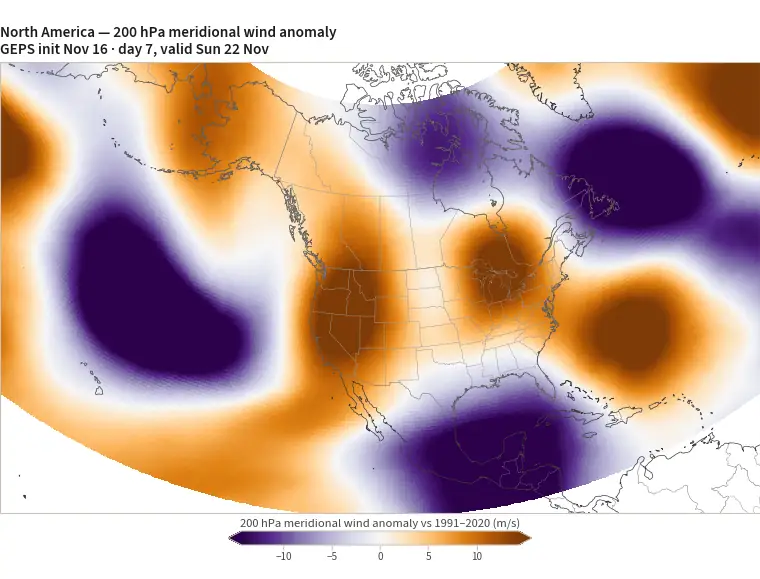 North America — 200 hPa meridional wind anomaly
GEPS init Nov 16 · day 7, valid Sun 22 Nov
200 hPa meridional wind anomaly vs 1991–2020 (m/s)
−10 −5 0 5 10